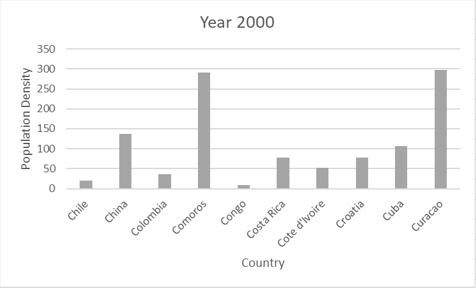 Year 2000
Population Density
350
300
250
200
150
100
50
0
Chile
China
Colombia
Comoros
Congo
Costa Rica
Cote d'Ivoire
Croatia
Cuba
Curacao
Country